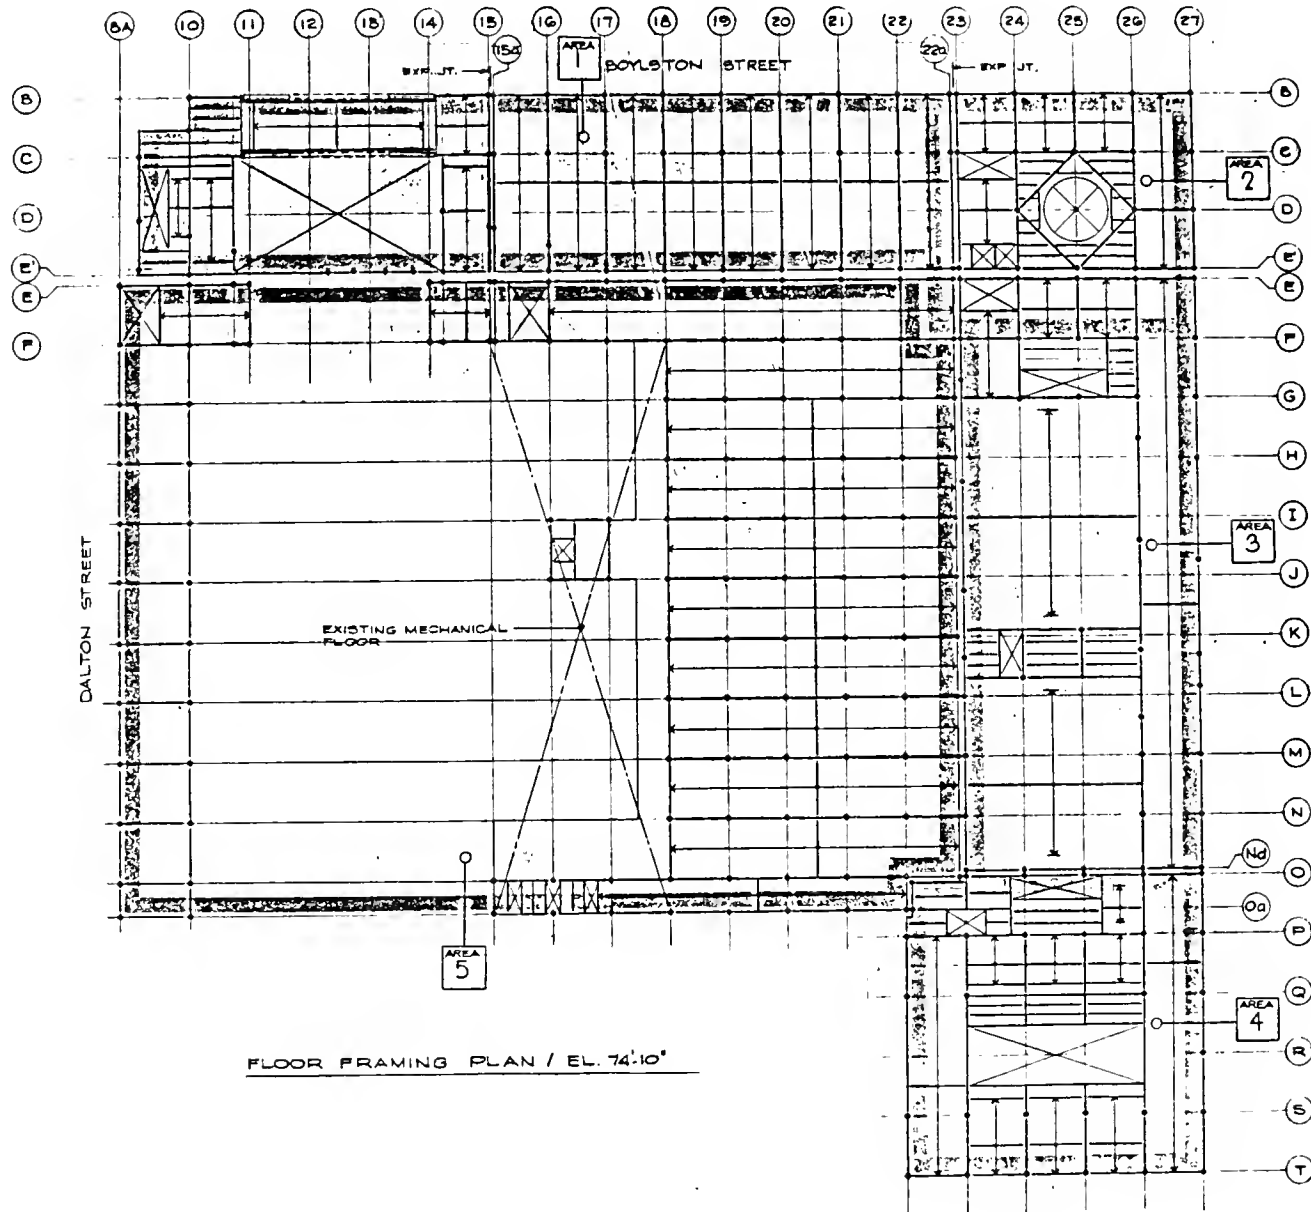 8A 10 11 12 13 14 15 16 17 18 19 20 21 22 23 24 25 26 27
15a 22a
AREA 1
EXP. JT. BOYLSTON STREET EXP. JT.
B B
C C
AREA 2
D D
E' E'
E E
F F
G
H
I
AREA 3
J
DALTON STREET
EXISTING MECHANICAL
FLOOR
K
L
M
N
Na
O
Oa
P
AREA 5
Q
AREA 4
R
FLOOR FRAMING PLAN / EL. 74'-10"
S
T